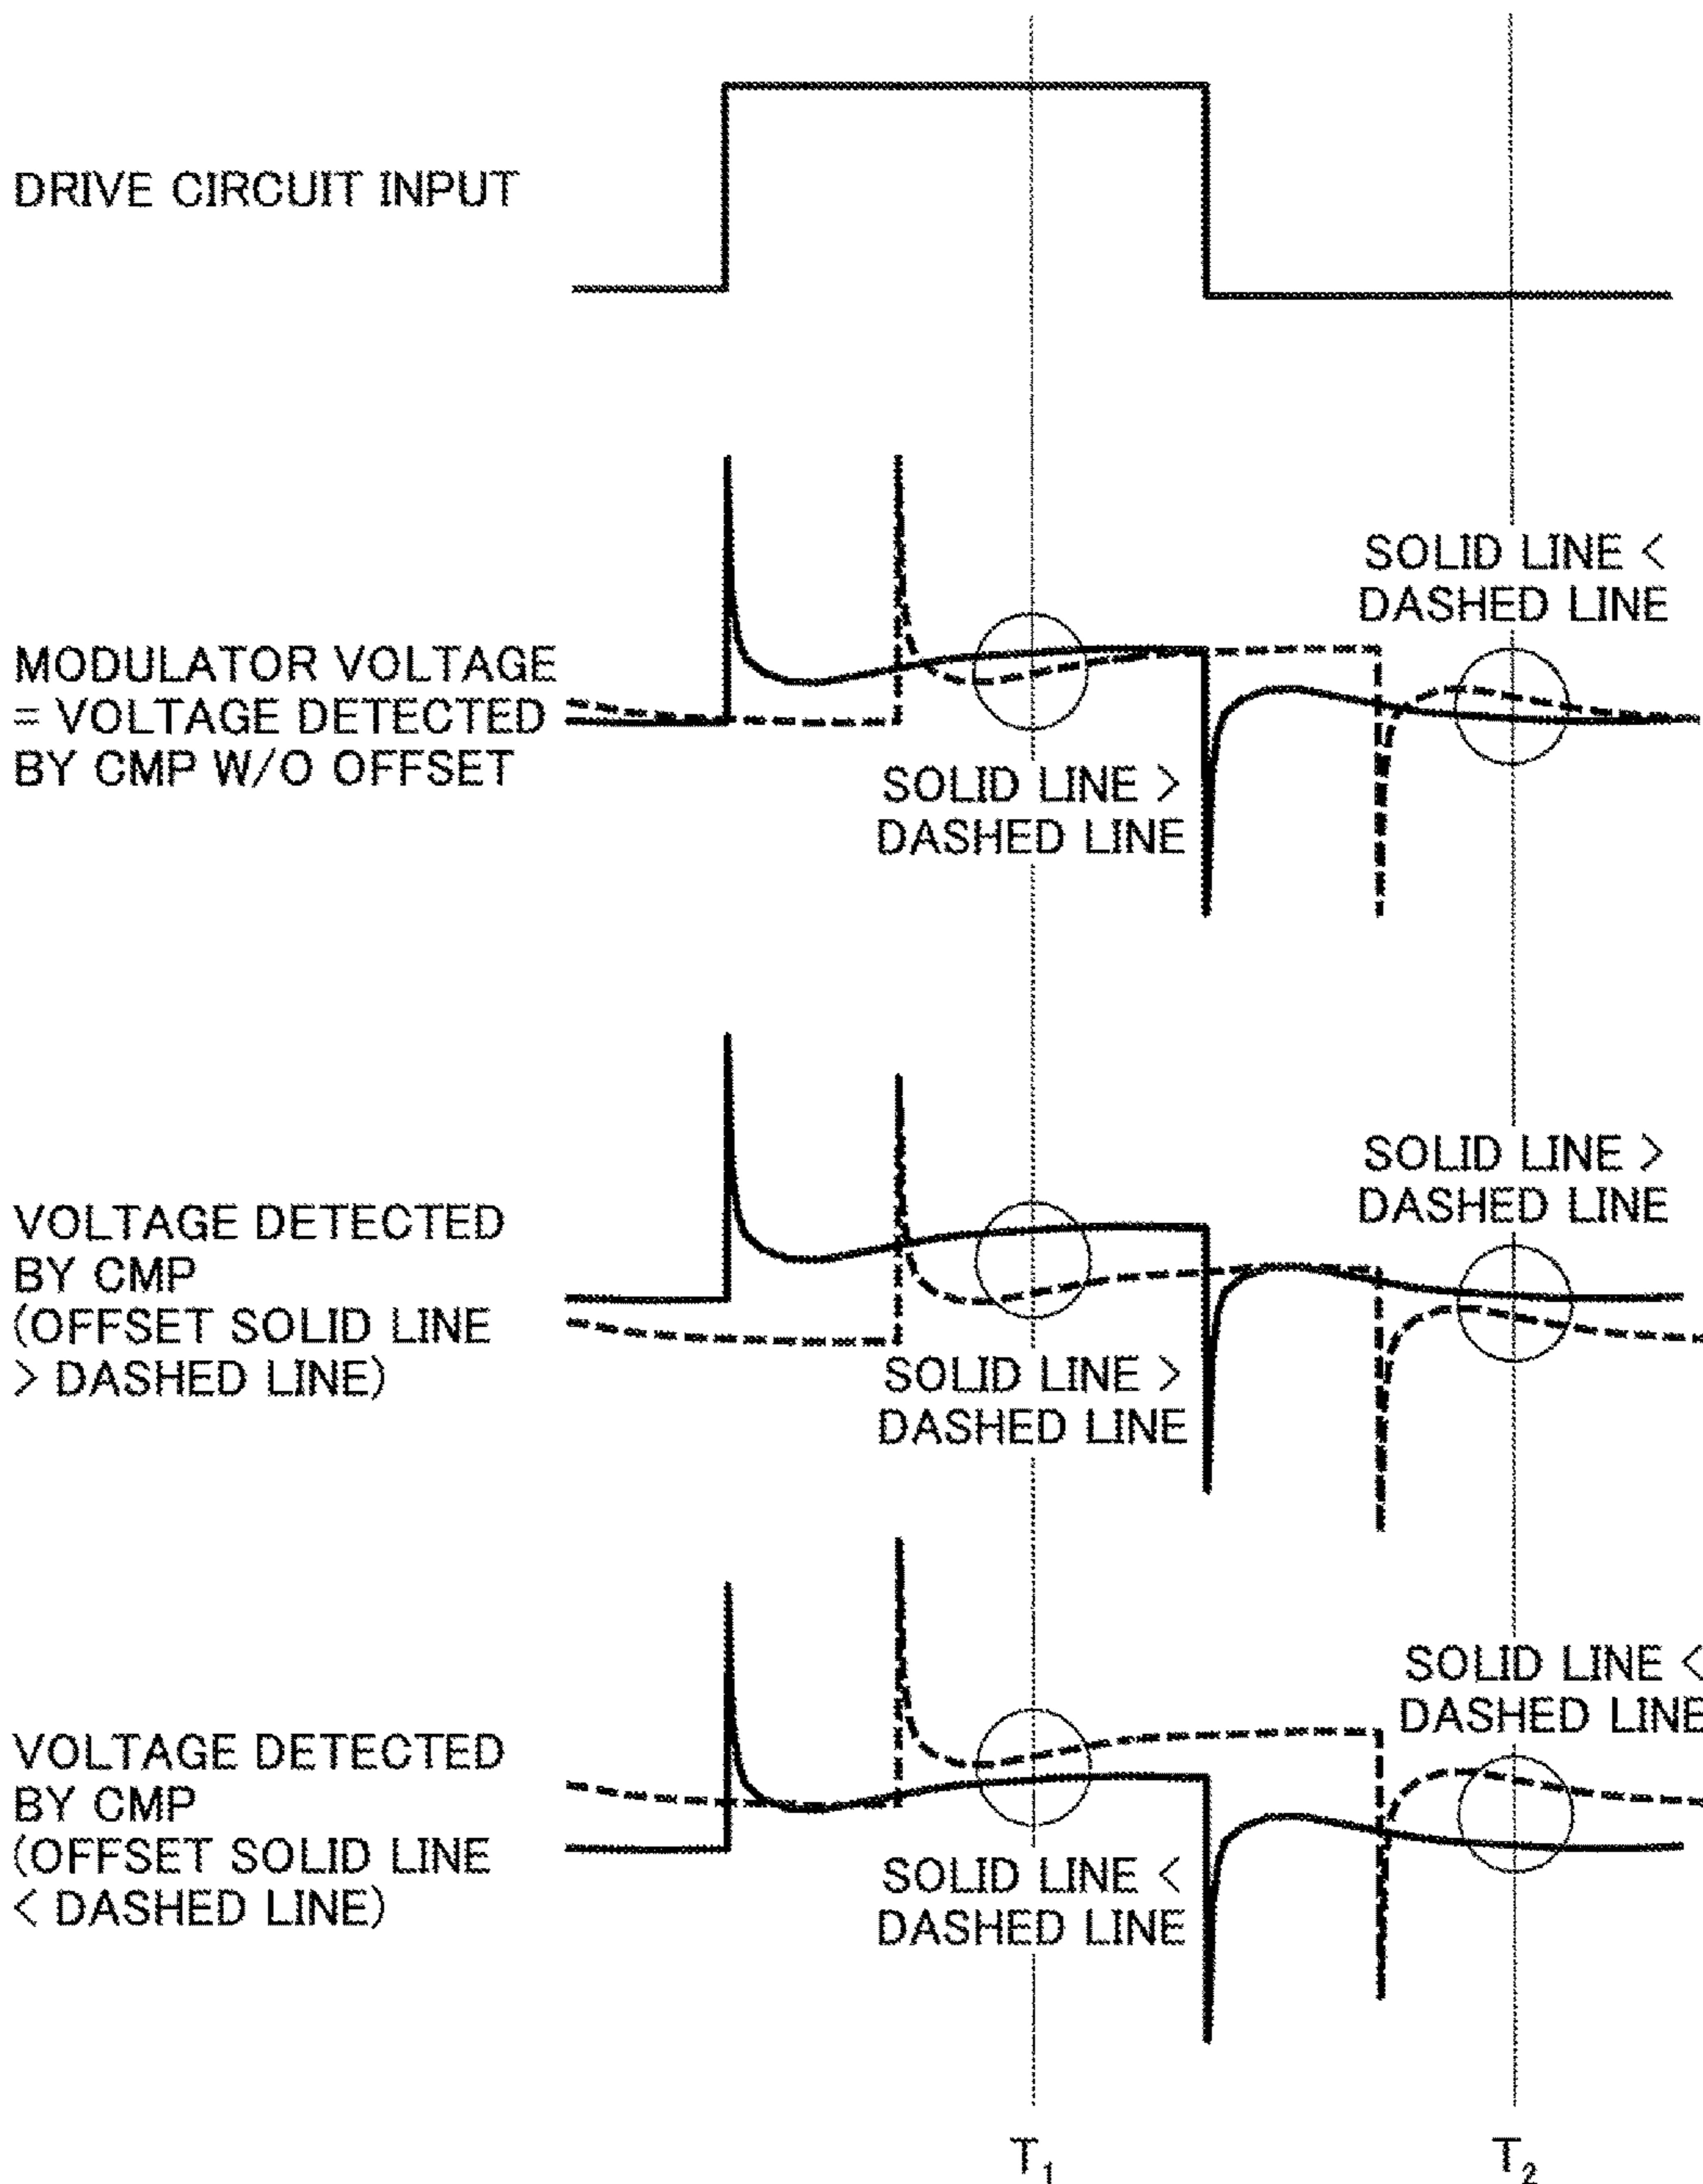 DRIVE CIRCUIT INPUT
SOLID LINE <
DASHED LINE
MODULATOR VOLTAGE
= VOLTAGE DETECTED
BY CMP W/O OFFSET
SOLID LINE >
DASHED LINE
SOLID LINE >
DASHED LINE
VOLTAGE DETECTED
BY CMP
(OFFSET SOLID LINE
> DASHED LINE)
SOLID LINE >
DASHED LINE
SOLID LINE <
DASHED LINE
VOLTAGE DETECTED
BY CMP
(OFFSET SOLID LINE
< DASHED LINE)
SOLID LINE <
DASHED LINE
T1
T2